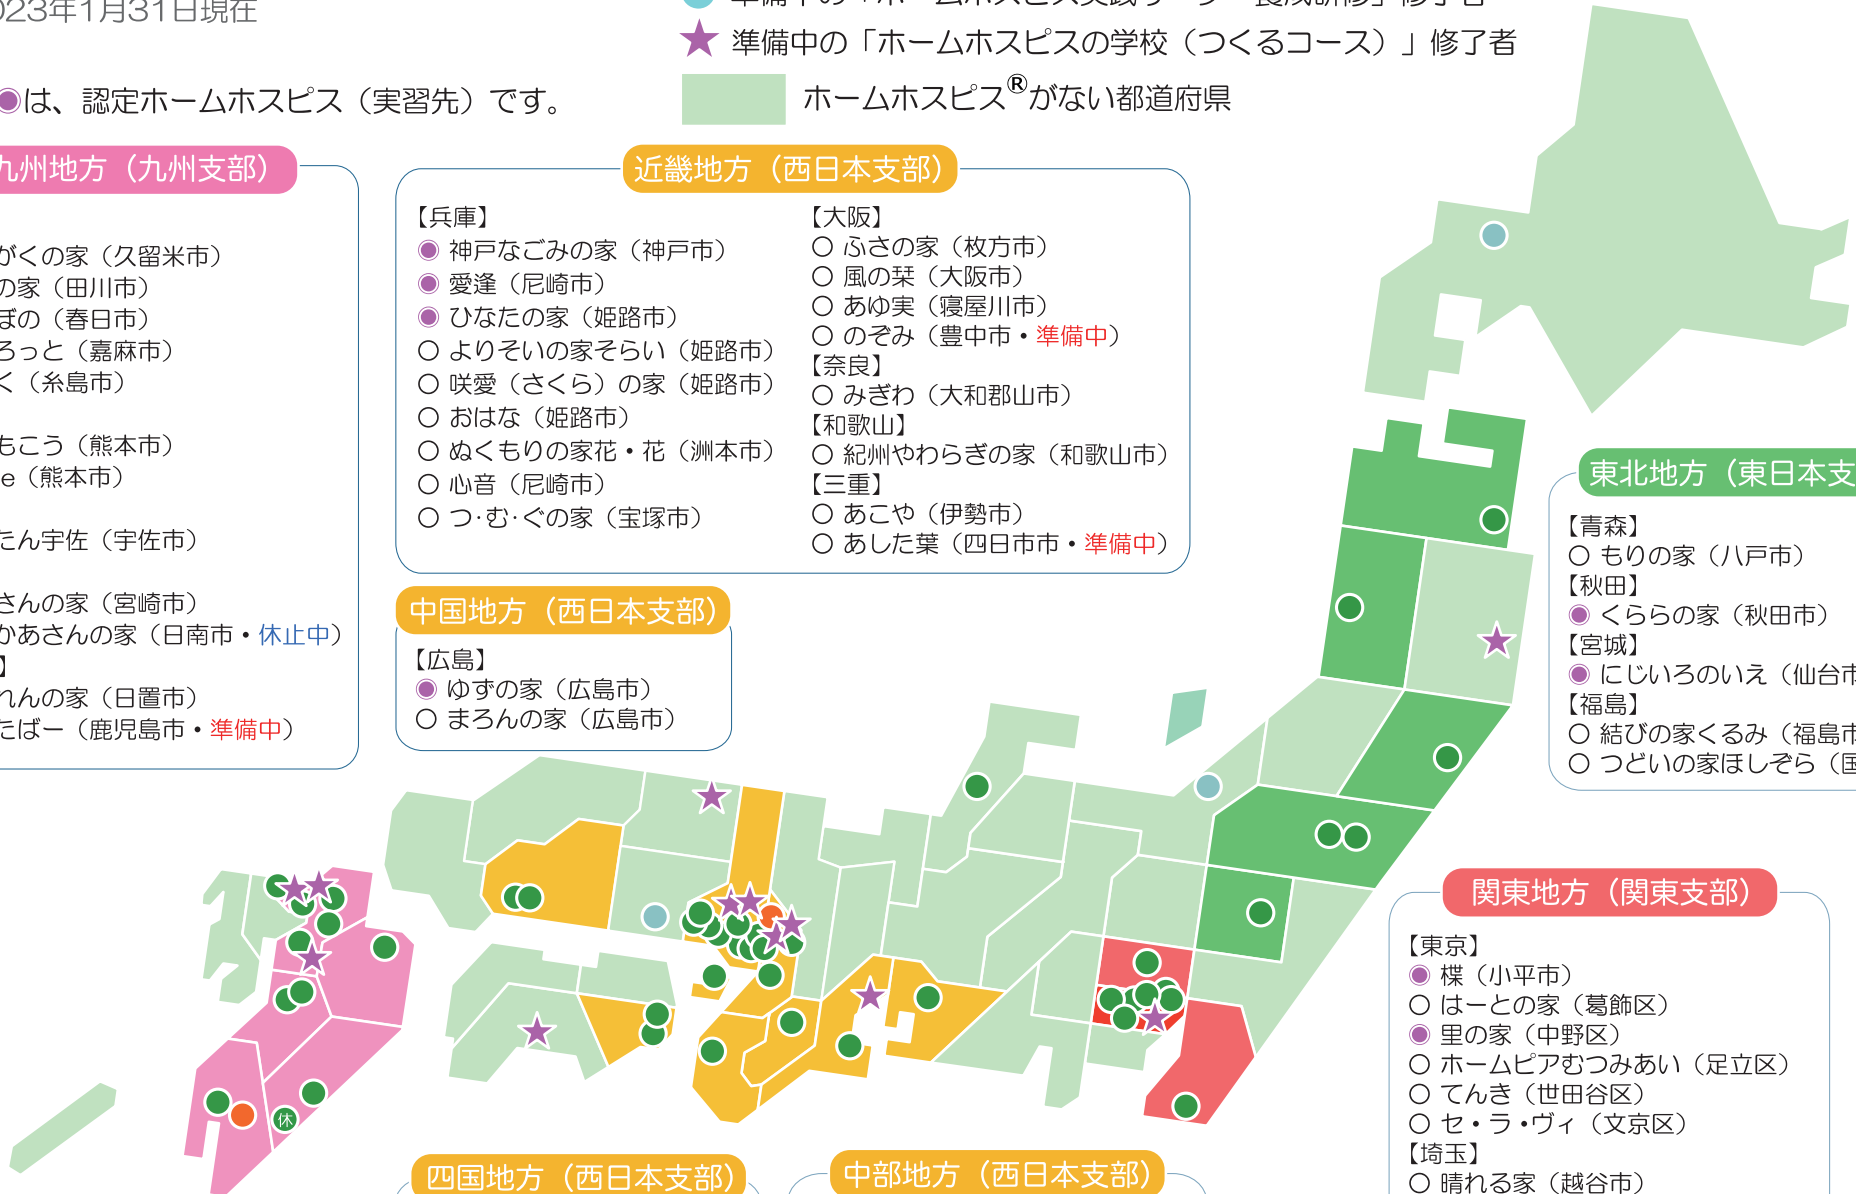 2023年1月31日現在
準備中の「ホームホスピスの学校（つくるコース）」修了者
◉は、認定ホームホスピス（実習先）です。
ホームホスピス®がない都道府県
九州地方（九州支部）
がくの家（久留米市）
の家（田川市）
ぼの（春日市）
ろっと（嘉麻市）
く（糸島市）
もこう（熊本市）
e（熊本市）
たん宇佐（宇佐市）
さんの家（宮崎市）
かあさんの家（日南市・休止中）
】
れんの家（日置市）
たばー（鹿児島市・準備中）
近畿地方（西日本支部）
【兵庫】
◉ 神戸なごみの家（神戸市）
◉ 愛逢（尼崎市）
◉ ひなたの家（姫路市）
○ よりそいの家そらい（姫路市）
○ 咲愛（さくら）の家（姫路市）
○ おはな（姫路市）
○ ぬくもりの家花・花（洲本市）
○ 心音（尼崎市）
○ つ・む・ぐの家（宝塚市）
【大阪】
○ ふさの家（枚方市）
○ 風の栞（大阪市）
○ あゆ実（寝屋川市）
○ のぞみ（豊中市・準備中）
【奈良】
○ みぎわ（大和郡山市）
【和歌山】
○ 紀州やわらぎの家（和歌山市）
【三重】
○ あこや（伊勢市）
○ あした葉（四日市市・準備中）
中国地方（西日本支部）
【広島】
◉ ゆずの家（広島市）
○ まろんの家（広島市）
東北地方（東日本支
【青森】
○ もりの家（八戸市）
【秋田】
◉ くららの家（秋田市）
【宮城】
◉ にじいろのいえ（仙台市
【福島】
○ 結びの家くるみ（福島市
○ つどいの家ほしぞら（国
関東地方（関東支部）
【東京】
◉ 楪（小平市）
○ はーとの家（葛飾区）
◉ 里の家（中野区）
○ ホームピアむつみあい（足立区）
○ てんき（世田谷区）
○ セ・ラ・ヴィ（文京区）
【埼玉】
○ 晴れる家（越谷市）
休
四国地方（西日本支部）
中部地方（西日本支部）